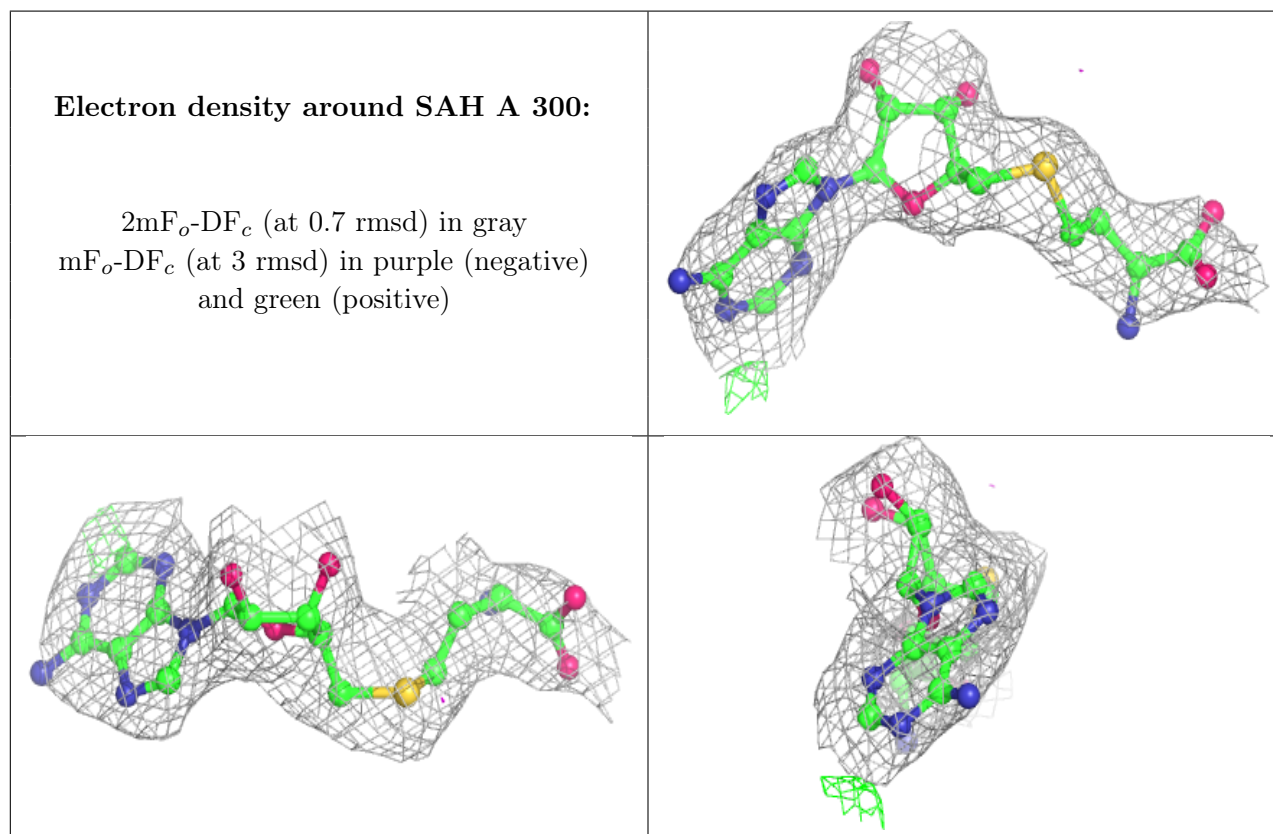 Electron density around SAH A 300:
2mFo-DFc (at 0.7 rmsd) in gray
mFo-DFc (at 3 rmsd) in purple (negative)
and green (positive)